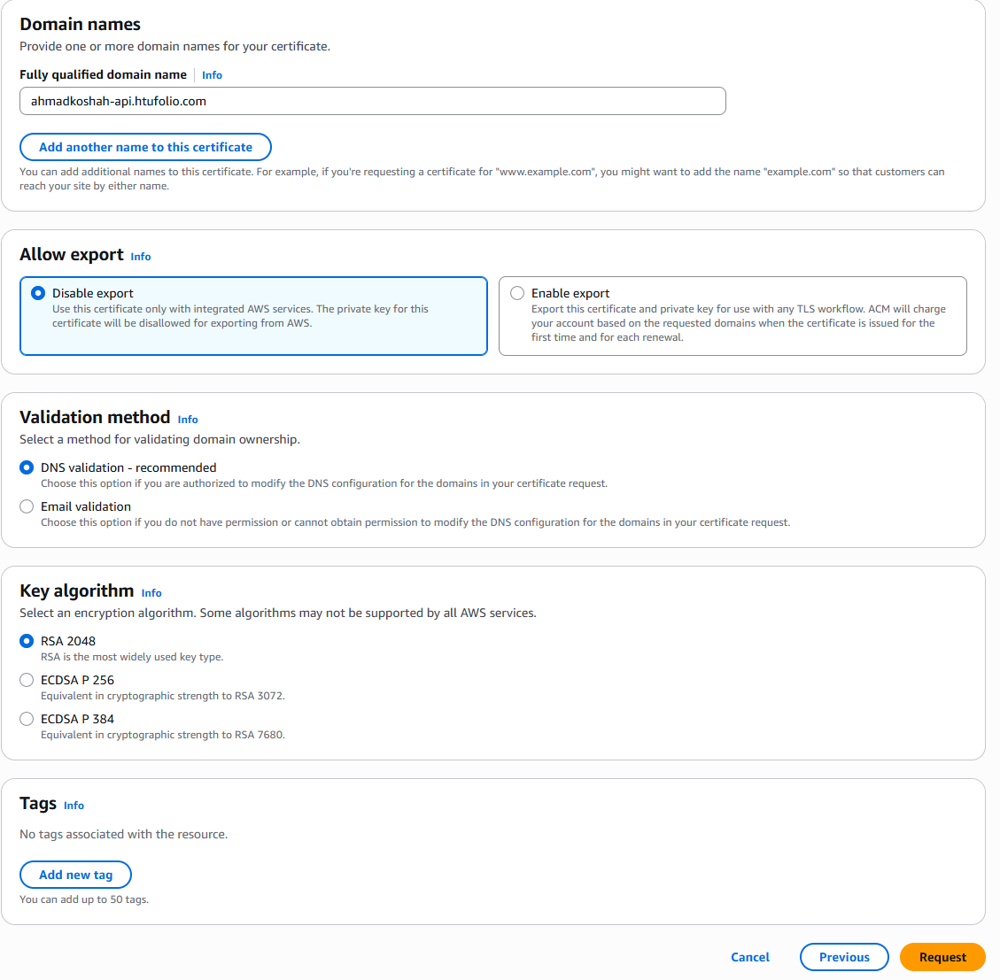 Domain names
Provide one or more domain names for your certificate.
Fully qualified domain name Info
ahmadkoshah-api.htufolio.com
Add another name to this certificate
You can add additional names to this certificate. For example, if you're requesting a certificate for "www.example.com", you might want to add the name "example.com" so that customers can
reach your site by either name.
Allow export Info
Disable export
Use this certificate only with integrated AWS services. The private key for this
certificate will be disallowed for exporting from AWS.
Enable export
Export this certificate and private key for use with any TLS workflow. ACM will charge
your account based on the requested domains when the certificate is issued for the
first time and for each renewal.
Validation method Info
Select a method for validating domain ownership.
DNS validation - recommended
Choose this option if you are authorized to modify the DNS configuration for the domains in your certificate request.
Email validation
Choose this option if you do not have permission or cannot obtain permission to modify the DNS configuration for the domains in your certificate request.
Key algorithm Info
Select an encryption algorithm. Some algorithms may not be supported by all AWS services.
RSA 2048
RSA is the most widely used key type.
ECDSA P 256
Equivalent in cryptographic strength to RSA 3072.
ECDSA P 384
Equivalent in cryptographic strength to RSA 7680.
Tags Info
No tags associated with the resource.
Add new tag
You can add up to 50 tags.
Cancel Previous Request